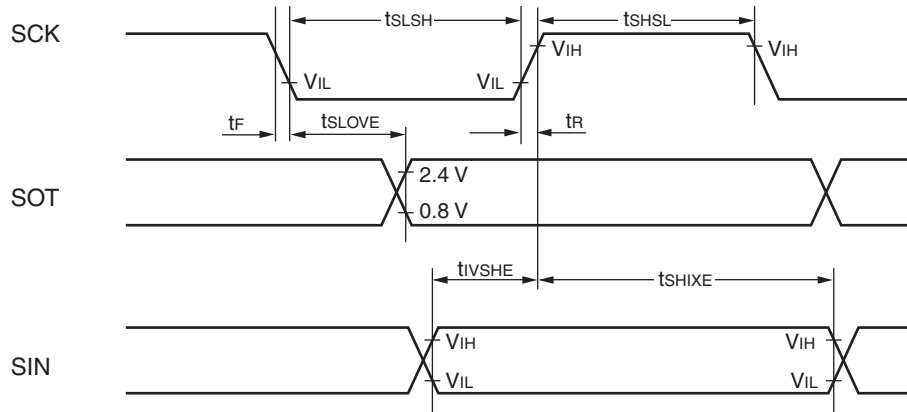 tSLSH tSHSL
SCK
VIH VIH
VIL VIL
tF tSLOVE tR
2.4 V
SOT
0.8 V
tIVSHE tSHIXE
VIH VIH
SIN
VIL VIL